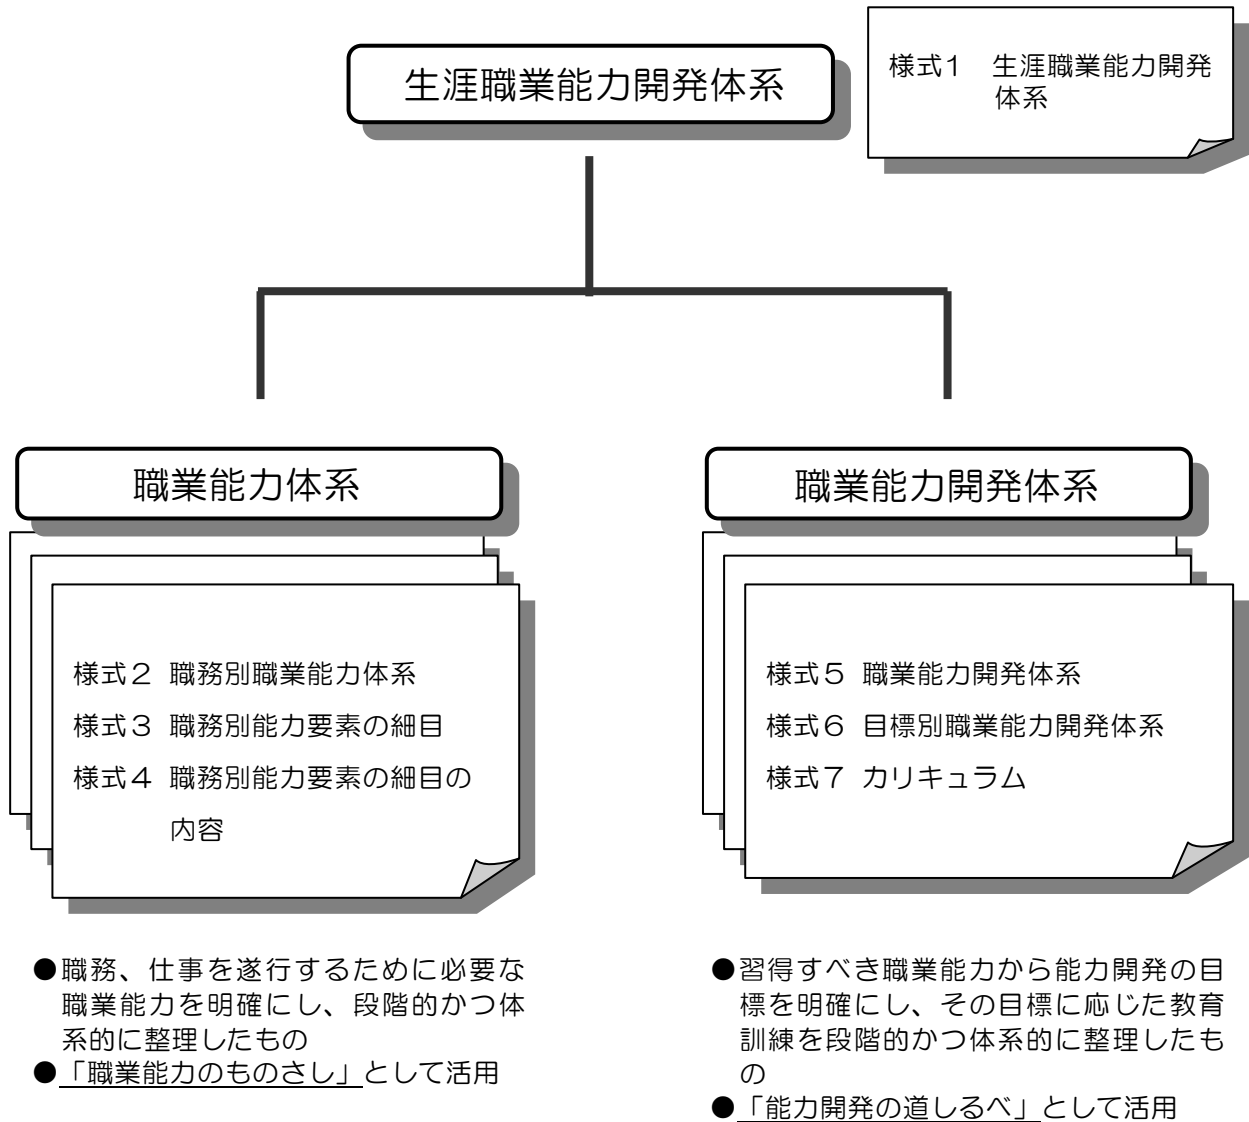 生涯職業能力開発体系
様式1　生涯職業能力開発
体系
職業能力体系
様式２ 職務別職業能力体系
様式３ 職務別能力要素の細目
様式４ 職務別能力要素の細目の
内容
●職務、仕事を遂行するために必要な
職業能力を明確にし、段階的かつ体
系的に整理したもの
●「職業能力のものさし」として活用
職業能力開発体系
様式５ 職業能力開発体系
様式６ 目標別職業能力開発体系
様式７ カリキュラム
●習得すべき職業能力から能力開発の目
標を明確にし、その目標に応じた教育
訓練を段階的かつ体系的に整理したも
の
●「能力開発の道しるべ」として活用